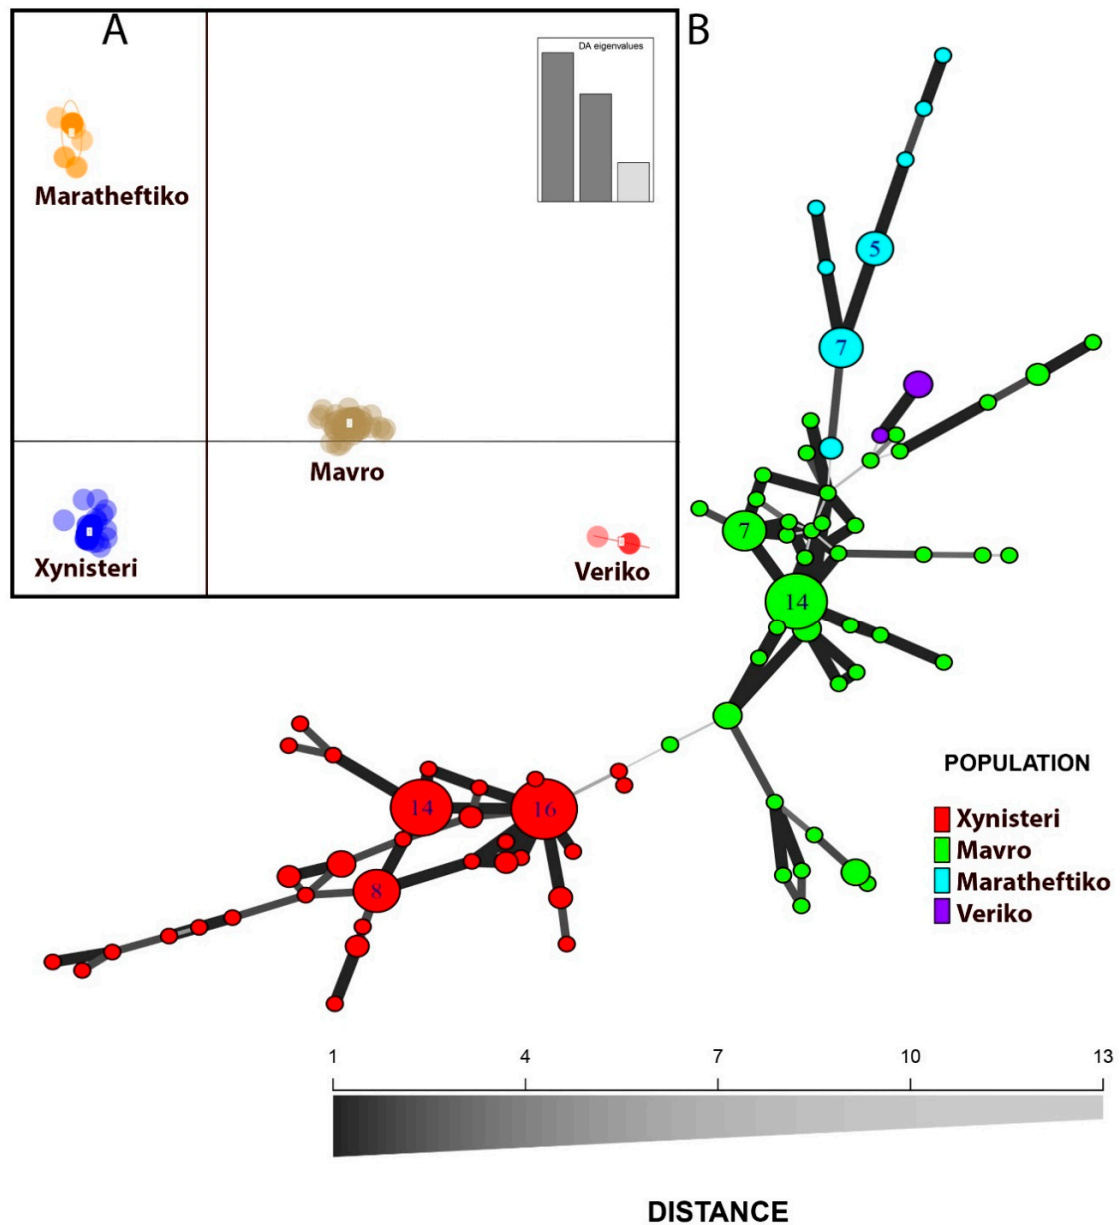 A
B
DA eigenvalues
Maratheftiko
Mavro
Xynisteri
Veriko
5
7
7
14
14
16
8
POPULATION
Xynisteri
Mavro
Maratheftiko
Veriko
1 4 7 10 13
DISTANCE